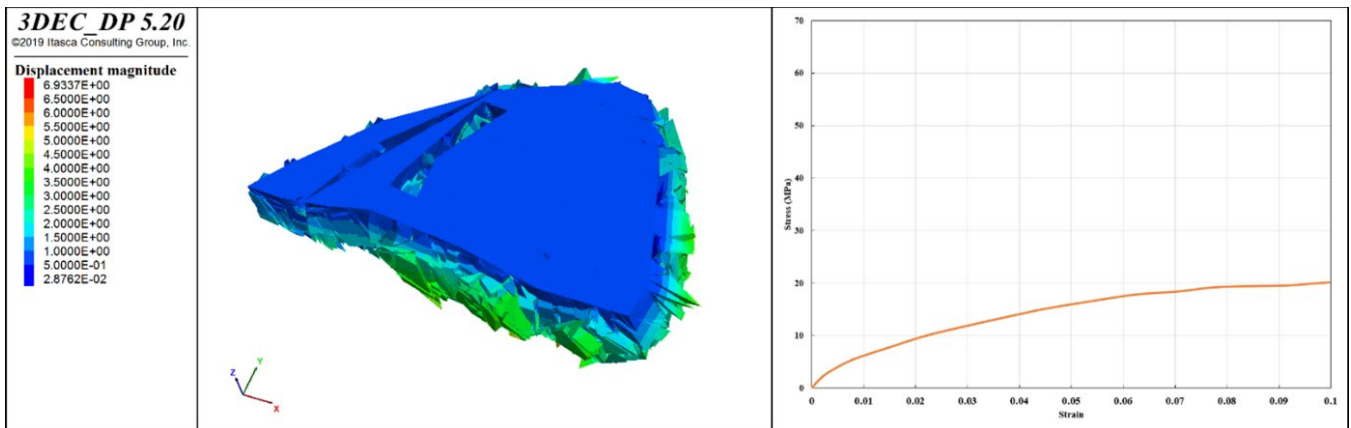 3DEC_DP 5.20
©2019 Itasca Consulting Group, Inc.
Displacement magnitude
6.9337E+00
6.5000E+00
6.0000E+00
5.5000E+00
5.0000E+00
4.5000E+00
4.0000E+00
3.5000E+00
3.0000E+00
2.5000E+00
2.0000E+00
1.5000E+00
1.0000E+00
5.0000E-01
2.8762E-02
Z
Y
X
70
60
50
40
30
20
10
0
Stress (MPa)
0 0.01 0.02 0.03 0.04 0.05 0.06 0.07 0.08 0.09 0.1
Strain